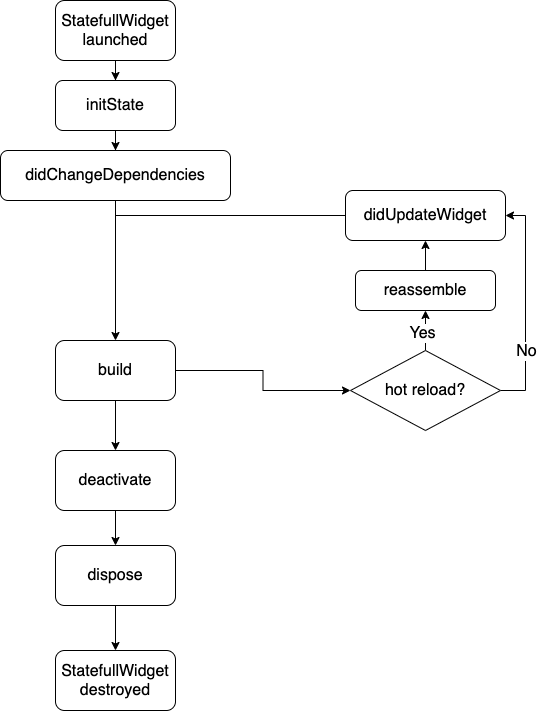 StatefullWidget
launched
initState
didChangeDependencies
didUpdateWidget
reassemble
Yes
No
build
hot reload?
deactivate
dispose
StatefullWidget
destroyed